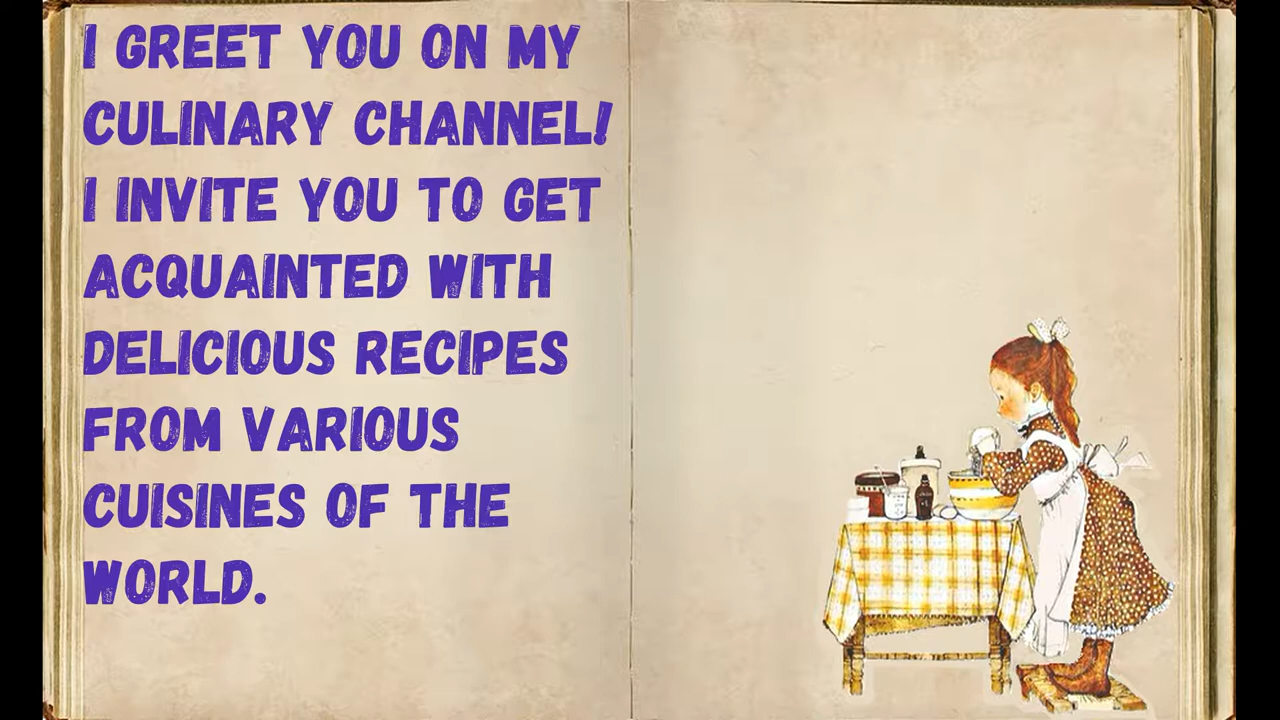 I GREET YOU ON MY
CULINARY CHANNEL!
I INVITE YOU TO GET
ACQUAINTED WITH
DELICIOUS RECIPES
FROM VARIOUS
CUISINES OF THE
WORLD.